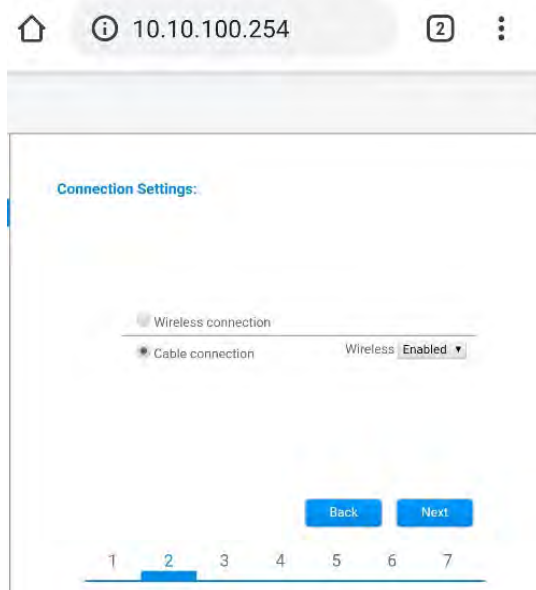 10.10.100.254 2
Connection Settings:
Wireless connection
Cable connection Wireless Enabled
Back Next
1 2 3 4 5 6 7